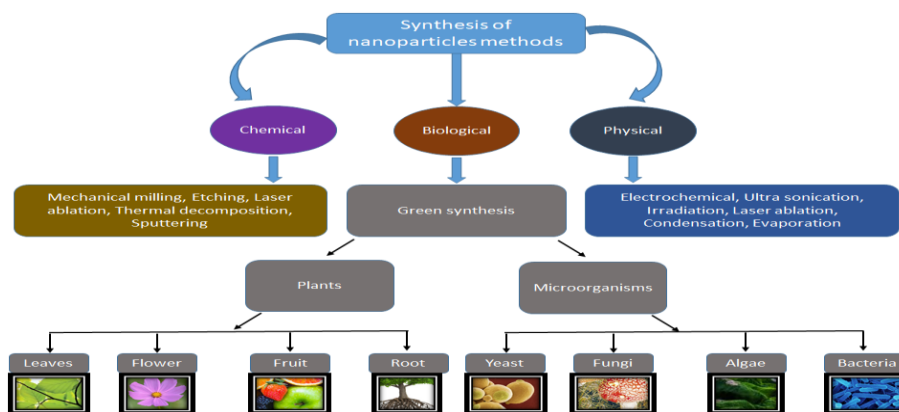 Synthesis of
nanoparticles methods
Chemical
Biological
Physical
Mechanical milling, Etching, Laser
ablation, Thermal decomposition,
Sputtering
Green synthesis
Electrochemical, Ultra sonication,
Irradiation, Laser ablation,
Condensation, Evaporation
Plants
Microorganisms
Leaves
Flower
Fruit
Root
Yeast
Fungi
Algae
Bacteria